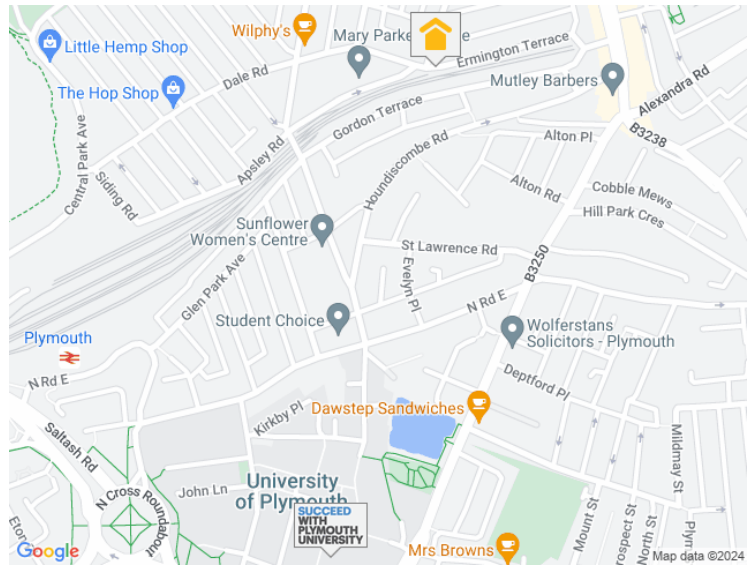 Wilphy's
Little Hemp Shop
Mary Parke
Ermington Terrace
The Hop Shop
Dale Rd
Mutley Barbers
Alexandra Rd
Gordon Terrace
Central Park Ave
Siding Rd
Apsley Rd
Houndiscombe Rd
Alton Pl
B3238
Alton Rd
Cobble Mews
Hill Park Cres
Sunflower
Women's Centre
St Lawrence Rd
B3250
Evelyn Pl
Glen Park Ave
N Rd E
Student Choice
Wolferstans
Solicitors - Plymouth
Plymouth
N Rd E
Deptford Pl
Dawstep Sandwiches
Kirkby Pl
Saltash Rd
Mildmay St
University
of Plymouth
John Ln
N Cross Roundabout
SUCCEED
WITH
PLYMOUTH
UNIVERSITY
Mount St
rospect St
North St
Plym
Eton
Mrs Browns
Google
Map data ©2024